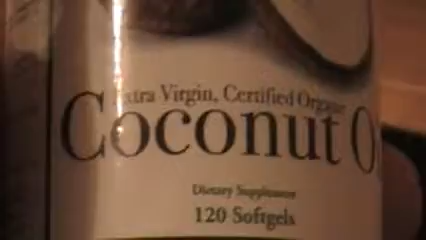 Extra Virgin, Certified Organic
Coconut O
Dietary Supplement
120 Softgels